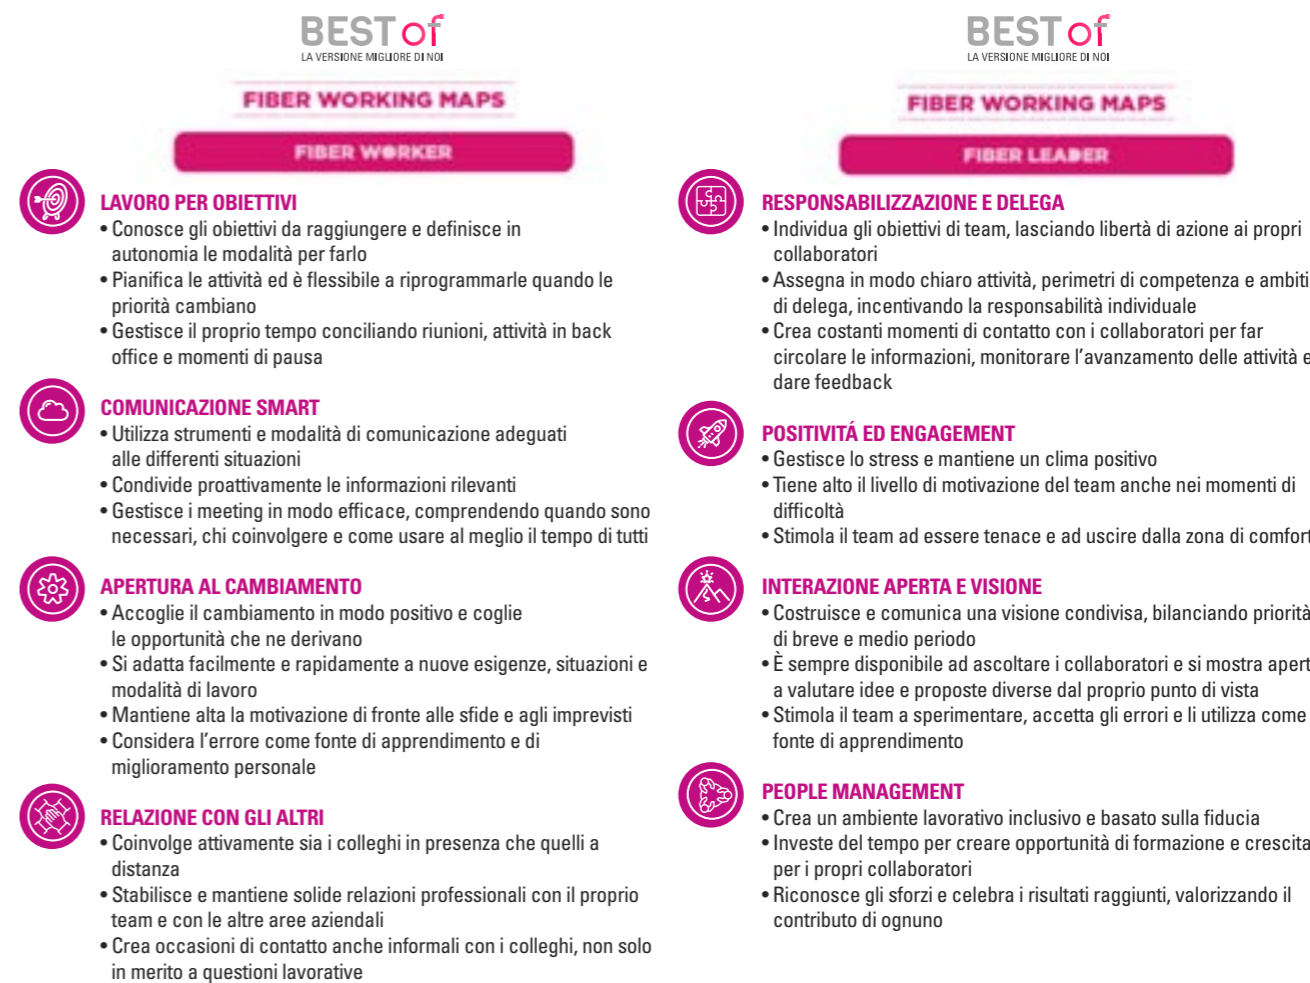 BEST of
LA VERSIONE MIGLIORE DI NOI
FIBER WORKING MAPS
FIBER WORKER
LAVORO PER OBIETTIVI
• Conosce gli obiettivi da raggiungere e definisce in
autonomia le modalità per farlo
• Pianifica le attività ed è flessibile a riprogrammarle quando le
priorità cambiano
• Gestisce il proprio tempo conciliando riunioni, attività in back
office e momenti di pausa
COMUNICAZIONE SMART
• Utilizza strumenti e modalità di comunicazione adeguati
alle differenti situazioni
• Condivide proattivamente le informazioni rilevanti
• Gestisce i meeting in modo efficace, comprendendo quando sono
necessari, chi coinvolgere e come usare al meglio il tempo di tutti
APERTURA AL CAMBIAMENTO
• Accoglie il cambiamento in modo positivo e coglie
le opportunità che ne derivano
• Si adatta facilmente e rapidamente a nuove esigenze, situazioni e
modalità di lavoro
• Mantiene alta la motivazione di fronte alle sfide e agli imprevisti
• Considera l'errore come fonte di apprendimento e di
miglioramento personale
RELAZIONE CON GLI ALTRI
• Coinvolge attivamente sia i colleghi in presenza che quelli a
distanza
• Stabilisce e mantiene solide relazioni professionali con il proprio
team e con le altre aree aziendali
• Crea occasioni di contatto anche informali con i colleghi, non solo
in merito a questioni lavorative
BEST of
LA VERSIONE MIGLIORE DI NOI
FIBER WORKING MAPS
FIBER LEADER
RESPONSABILIZZAZIONE E DELEGA
• Individua gli obiettivi di team, lasciando libertà di azione ai propri
collaboratori
• Assegna in modo chiaro attività, perimetri di competenza e ambiti
di delega, incentivando la responsabilità individuale
• Crea costanti momenti di contatto con i collaboratori per far
circolare le informazioni, monitorare l'avanzamento delle attività e
dare feedback
POSITIVITÁ ED ENGAGEMENT
• Gestisce lo stress e mantiene un clima positivo
• Tiene alto il livello di motivazione del team anche nei momenti di
difficoltà
• Stimola il team ad essere tenace e ad uscire dalla zona di comfort
INTERAZIONE APERTA E VISIONE
• Costruisce e comunica una visione condivisa, bilanciando priorità
di breve e medio periodo
• È sempre disponibile ad ascoltare i collaboratori e si mostra apert
a valutare idee e proposte diverse dal proprio punto di vista
• Stimola il team a sperimentare, accetta gli errori e li utilizza come
fonte di apprendimento
PEOPLE MANAGEMENT
• Crea un ambiente lavorativo inclusivo e basato sulla fiducia
• Investe del tempo per creare opportunità di formazione e crescita
per i propri collaboratori
• Riconosce gli sforzi e celebra i risultati raggiunti, valorizzando il
contributo di ognuno